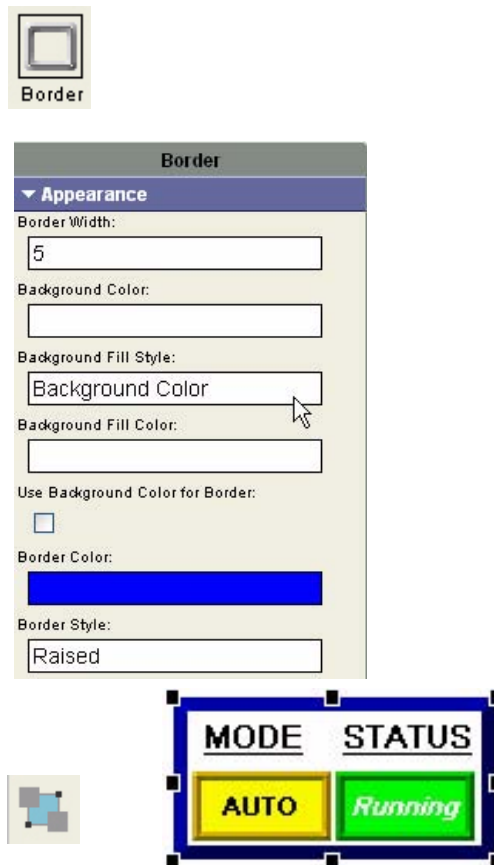 Border
Border
Appearance
Border Width:
5
Background Color:
Background Fill Style:
Background Color
Background Fill Color:
Use Background Color for Border:
Border Color:
Border Style:
Raised
MODE STATUS
AUTO Running